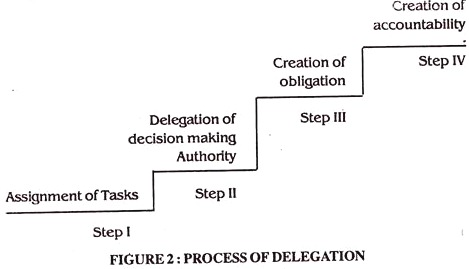 Creation of
accountability
Step IV
Creation of
obligation
Step III
Delegation of
decision making
Authority
Step II
Assignment of Tasks
Step I
FIGURE 2 : PROCESS OF DELEGATION